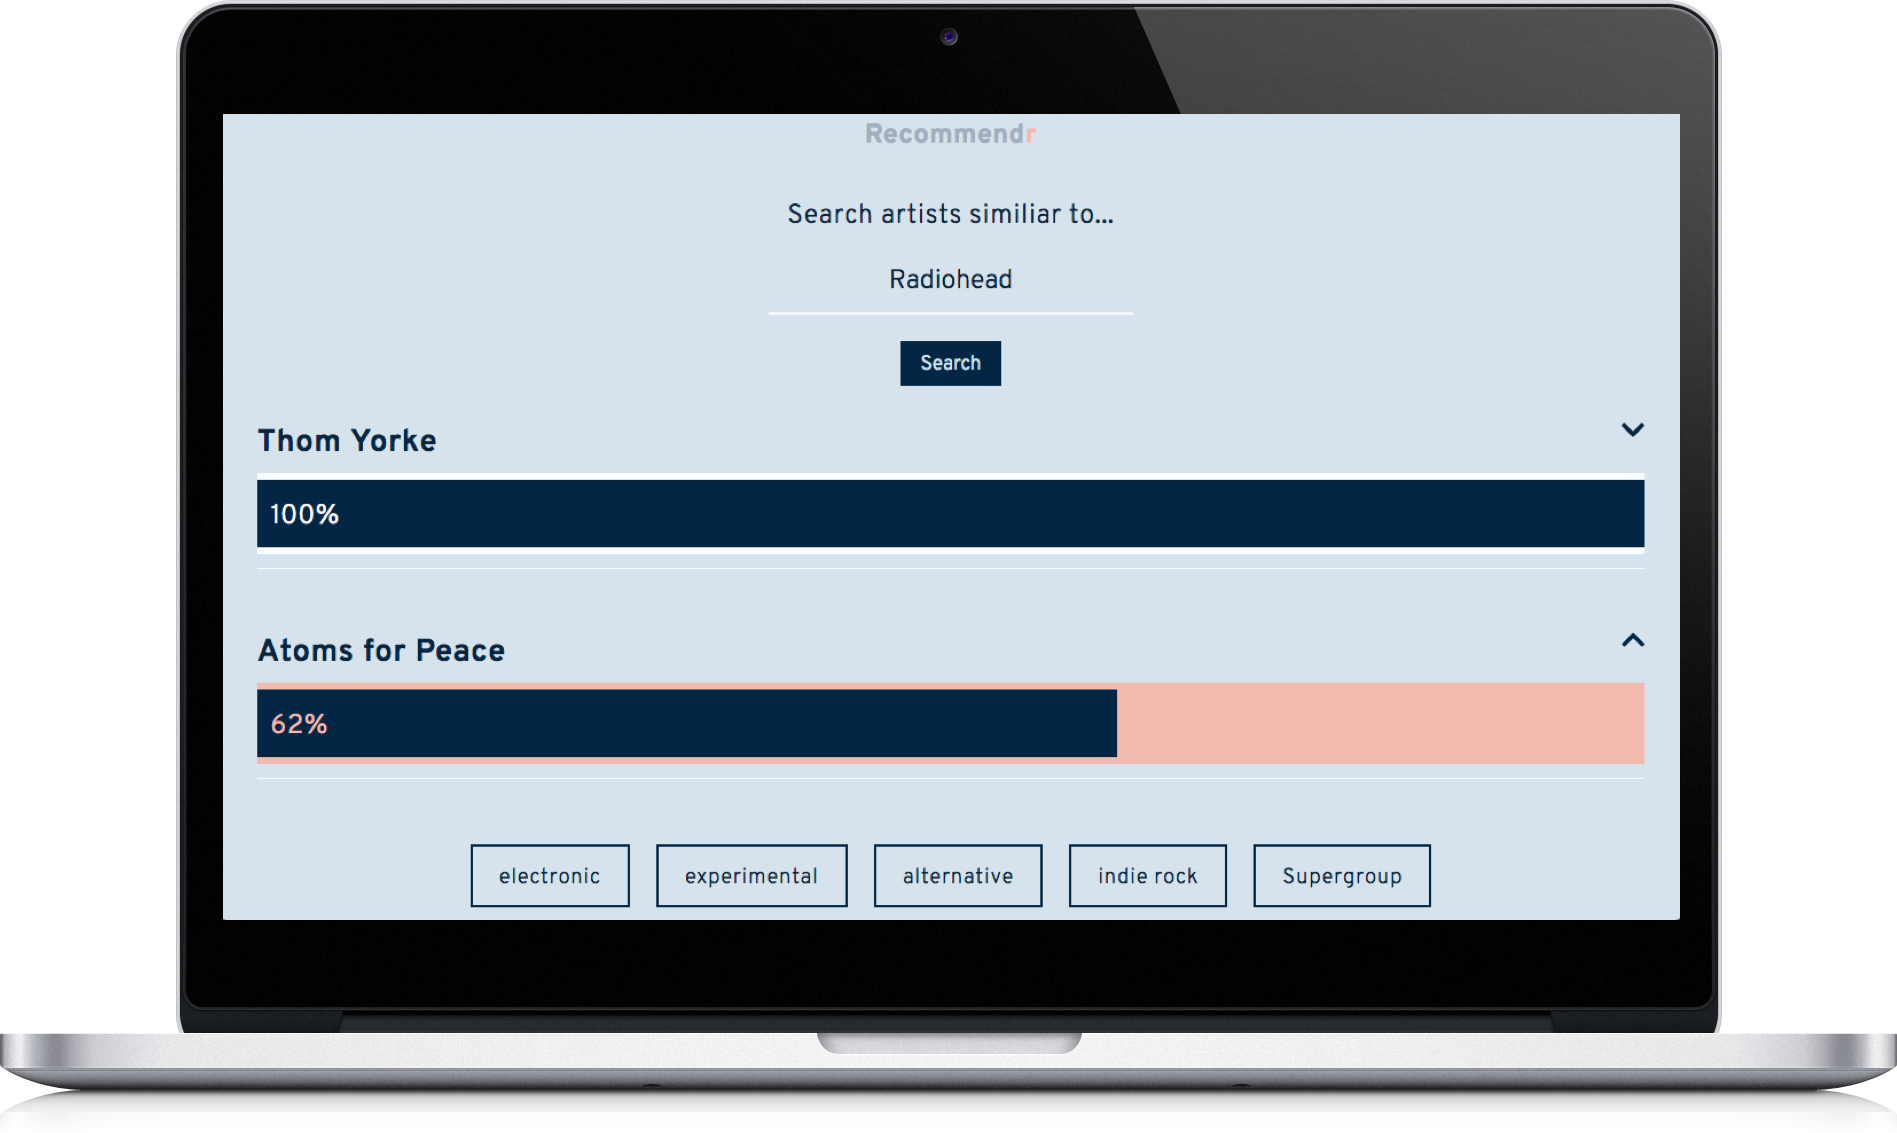 Recommendr
Search artists similiar to...
Radiohead
Search
Thom Yorke
100%
Atoms for Peace
62%
electronic experimental alternative indie rock Supergroup